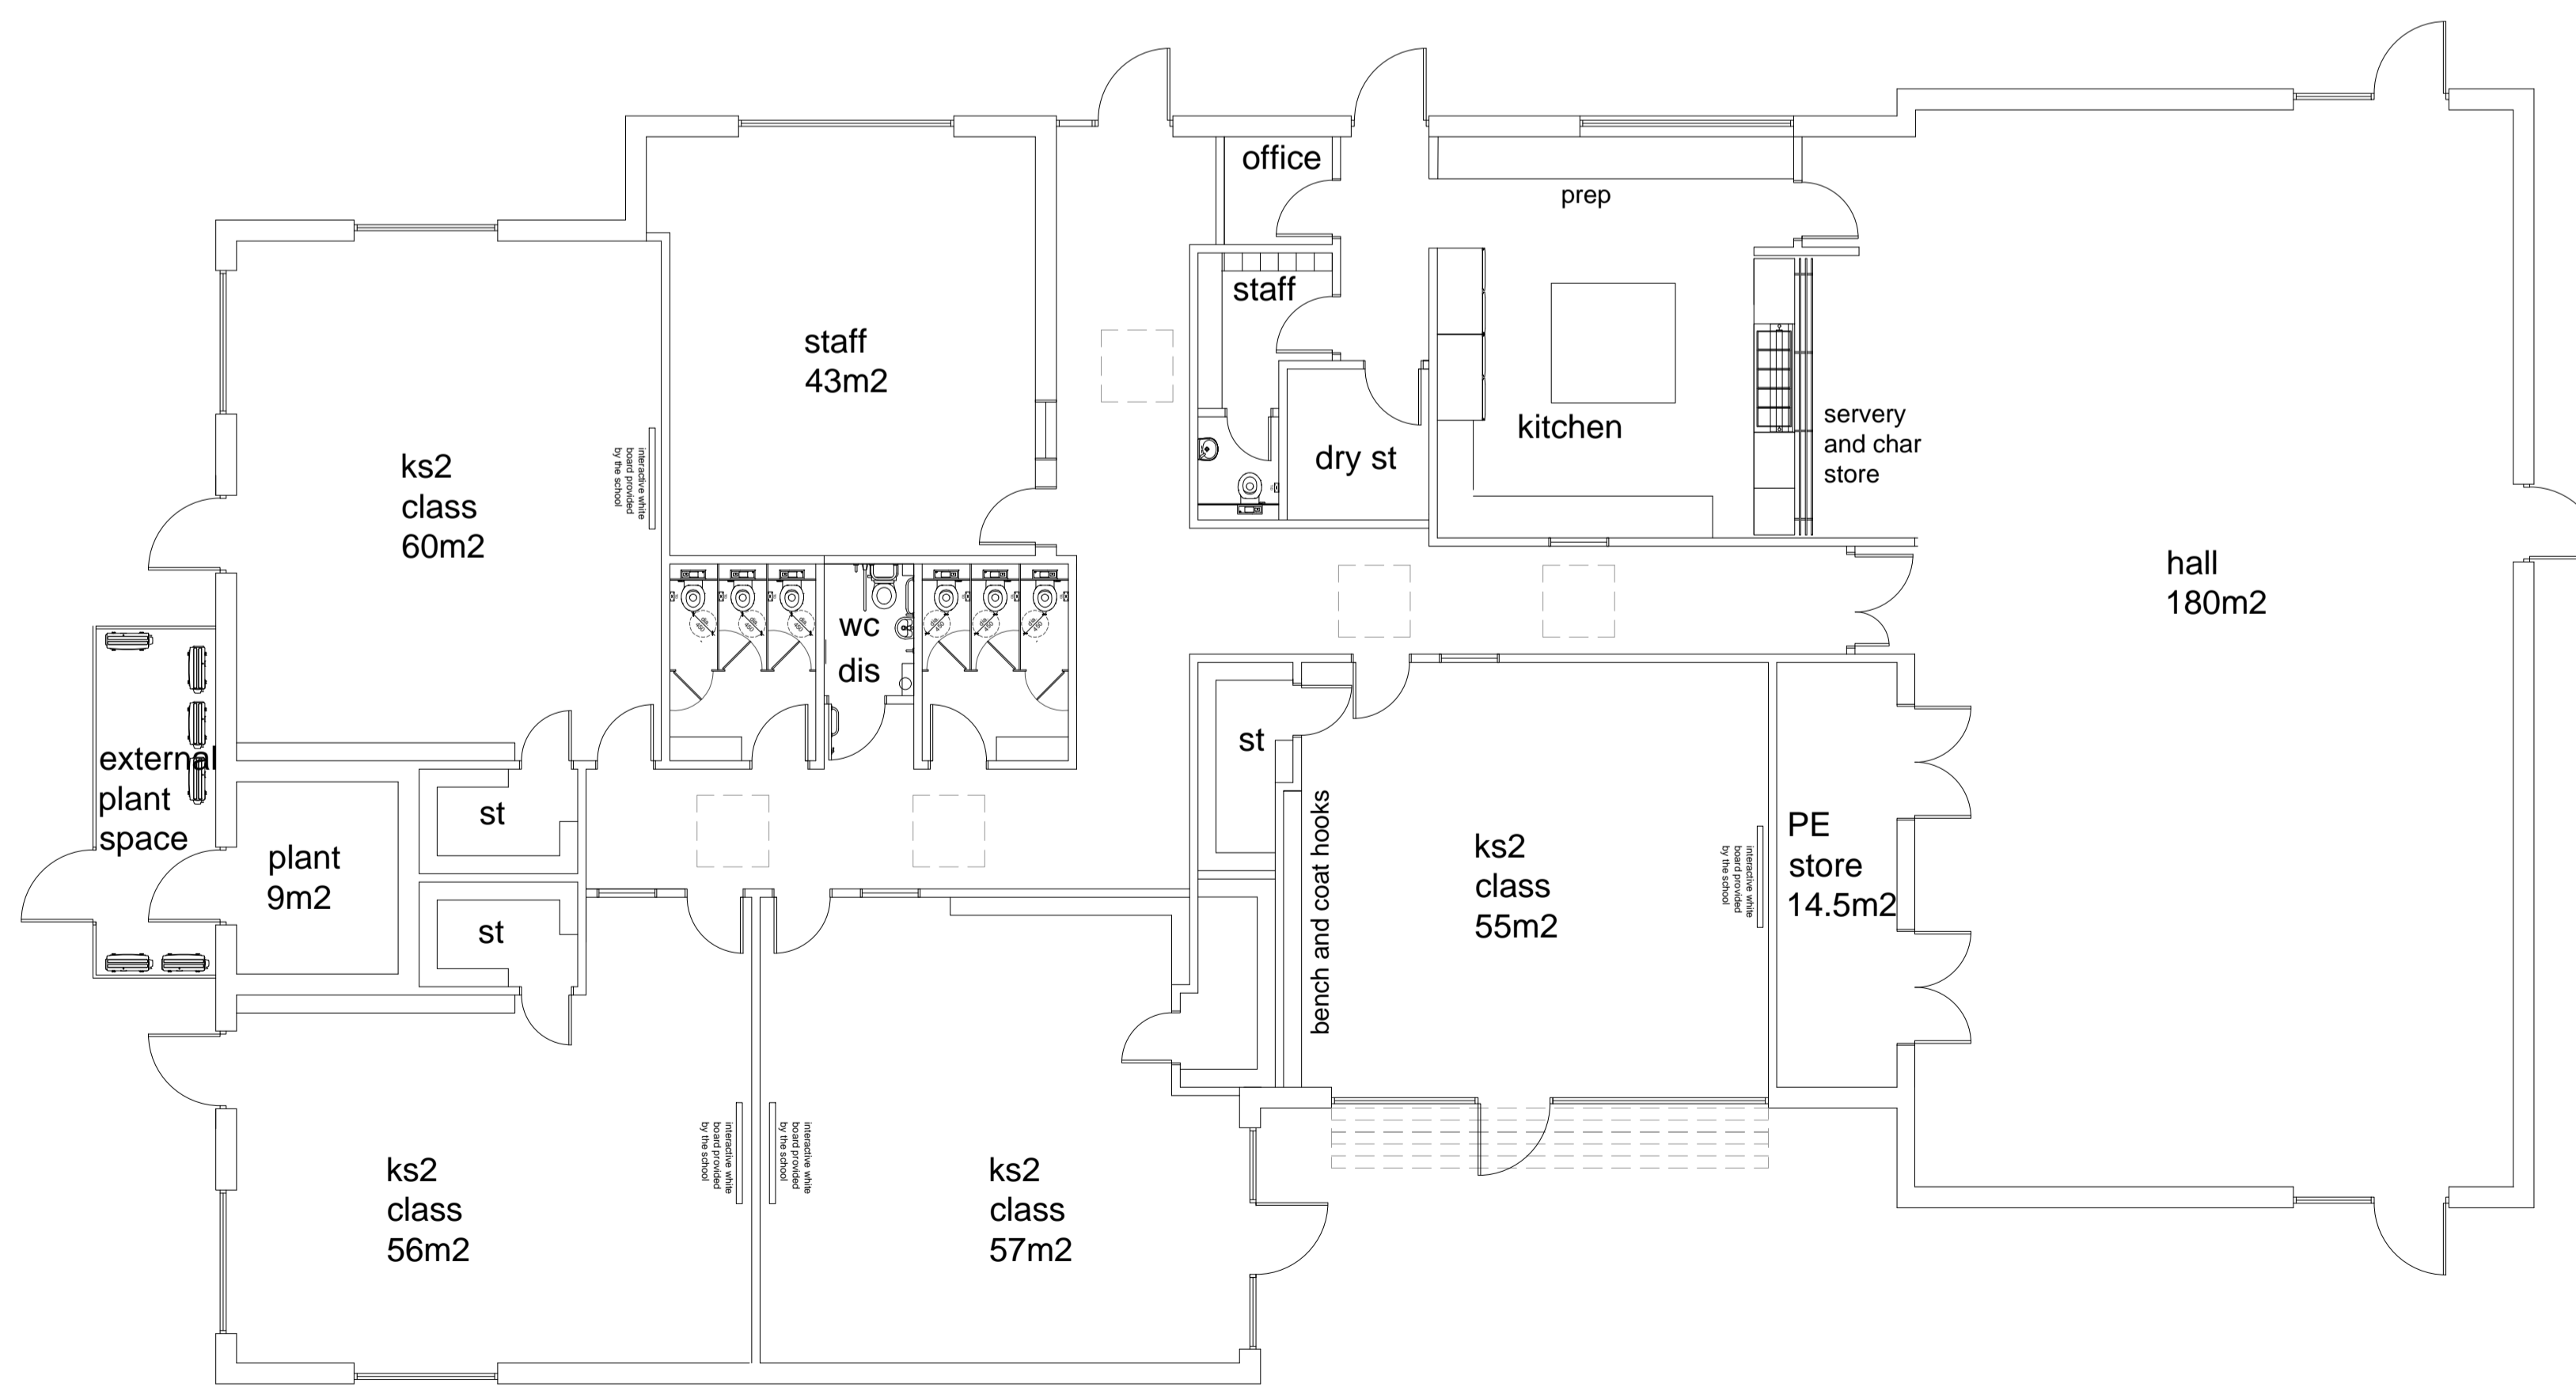 office
prep
staff
staff
43m2
servery
and char
store
kitchen
dry st
ks2
class
60m2
interactive white
board provided
by the school
hall
180m2
wc
dis
external
plant
space
st
st
plant
9m2
st
bench and coat hooks
ks2
class
55m2
interactive white
board provided
by the school
PE
store
14.5m2
ks2
class
56m2
interactive white
board provided
by the school
interactive white
board provided
by the school
ks2
class
57m2